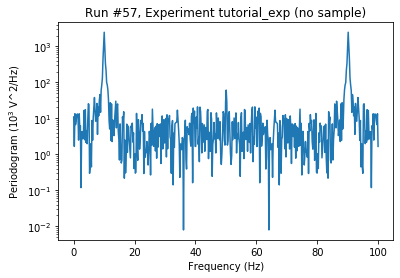 Run #57, Experiment tutorial_exp (no sample)
Periodogram (10³ V^2/Hz)
10³
10²
10¹
10⁰
10⁻¹
10⁻²
0 20 40 60 80 100
Frequency (Hz)